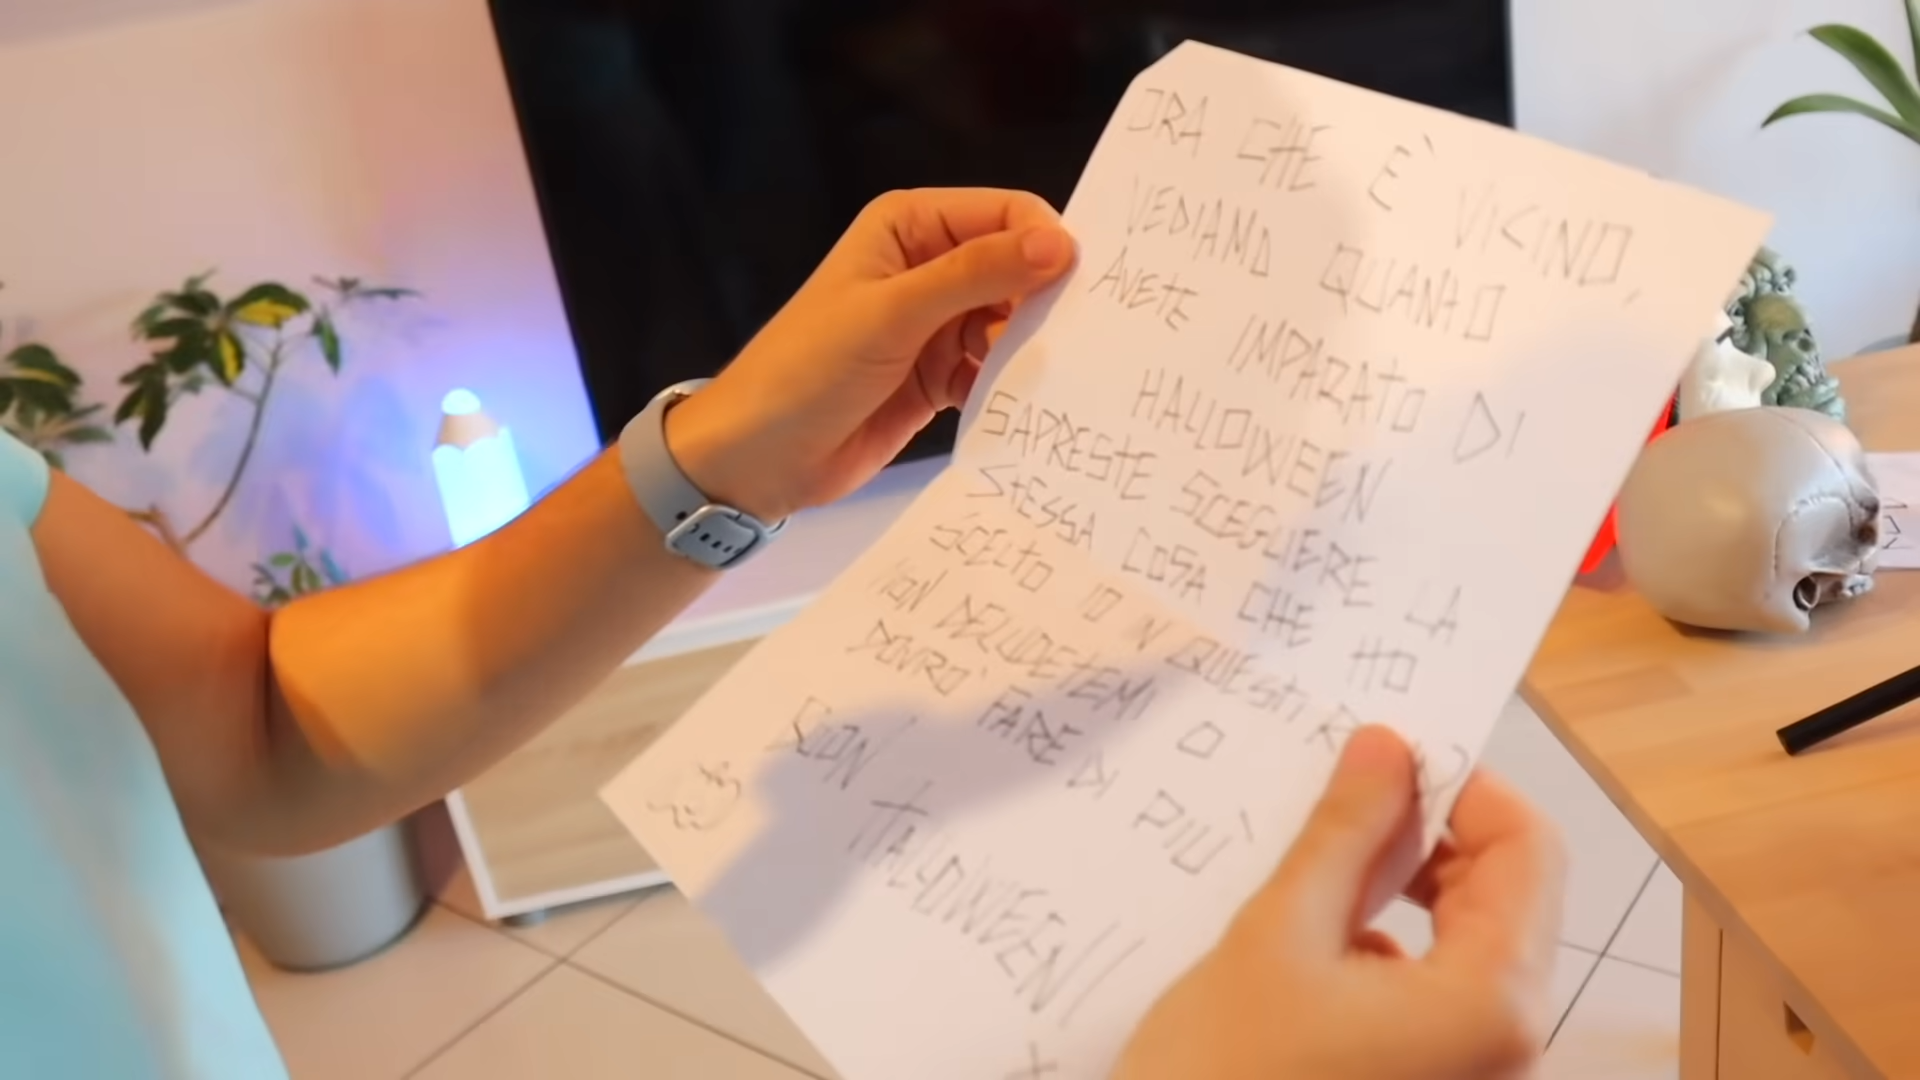 ORA CHE È VICINO,
VEDIAMO QUANTO
AVETE IMPARATO DI
HALLOWEEN
SAPRESTE SCEGLIERE LA
STESSA COSA CHE HO
SCELTO IO IN QUESTI
NON DELUDETEMI O
DOVRO' FARE DI PIÙ
BUON HALLOWEEN!